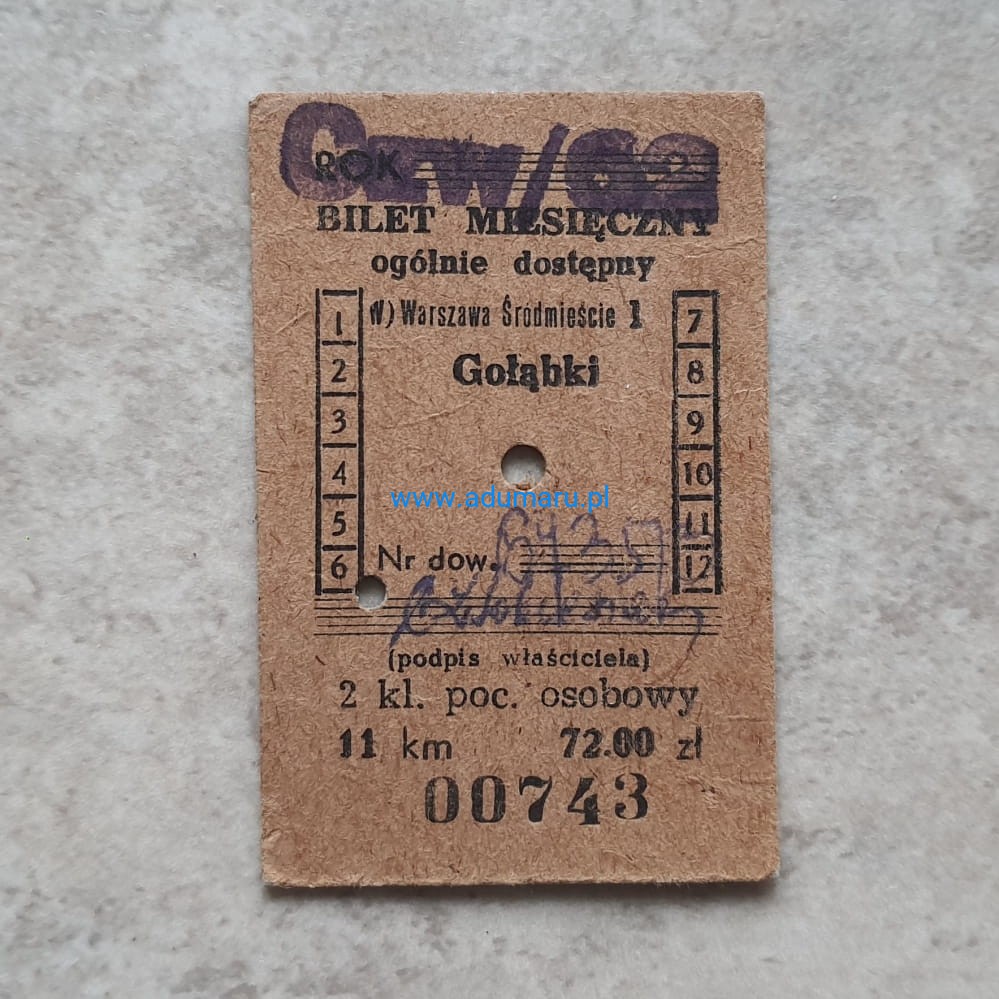 Czerw/82
ROK
BILET MIESIĘCZNY
ogólnie dostępny
1 W) Warszawa Śródmieście 1 7
2 Gołąbki 8
3 9
4 10
www.adumaru.pl
5 11
6 Nr dow. 12
(podpis właściciela)
2 kl. poc. osobowy
11 km 72.00 zł
00743